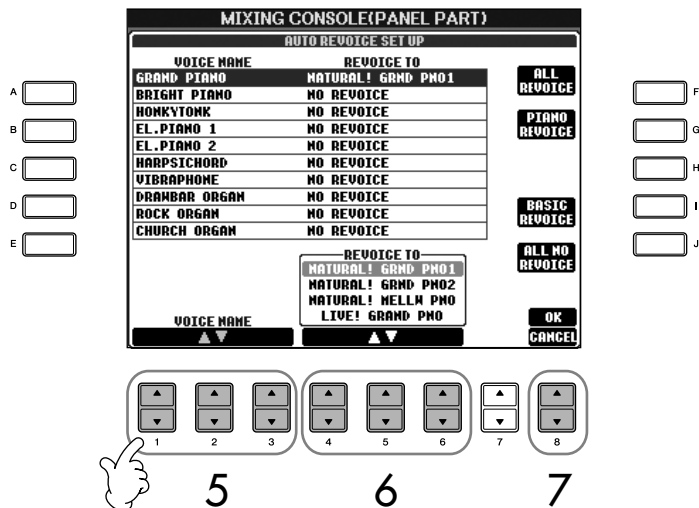 MIXING CONSOLE(PANEL PART)
AUTO REVOICE SET UP
VOICE NAME REVOICE TO
GRAND PIANO NATURAL! GRND PNO1
BRIGHT PIANO NO REVOICE
HONKYTONK NO REVOICE
EL.PIANO 1 NO REVOICE
EL.PIANO 2 NO REVOICE
HARPSICHORD NO REVOICE
VIBRAPHONE NO REVOICE
DRAWBAR ORGAN NO REVOICE
ROCK ORGAN NO REVOICE
CHURCH ORGAN NO REVOICE
ALL
REVOICE
PIANO
REVOICE
BASIC
REVOICE
ALL NO
REVOICE
REVOICE TO
NATURAL! GRND PNO1
NATURAL! GRND PNO2
NATURAL! MELLW PNO
LIVE! GRAND PNO
VOICE NAME
OK
CANCEL
A
B
C
D
E
F
G
H
I
J
1 2 3 4 5 6 7 8
5 6 7